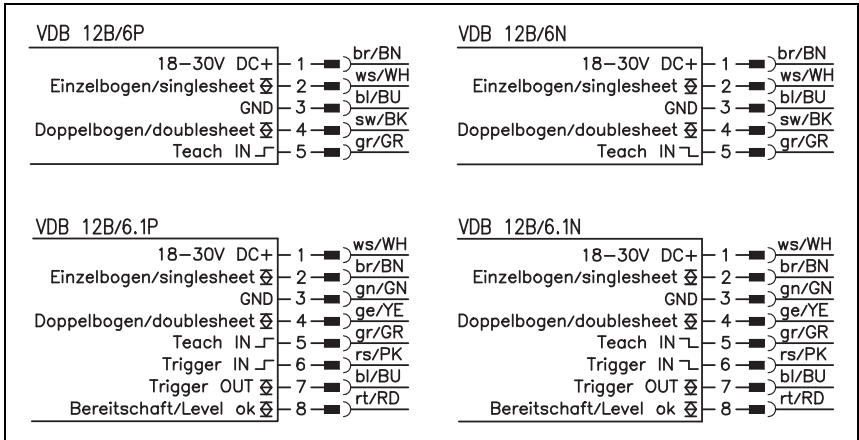 VDB 12B/6P
18-30V DC+ 1 br/BN
Einzelbogen/singlesheet 2 ws/WH
GND 3 bl/BU
Doppelbogen/doublesheet 4 sw/BK
Teach IN 5 gr/GR
VDB 12B/6N
18-30V DC+ 1 br/BN
Einzelbogen/singlesheet 2 ws/WH
GND 3 bl/BU
Doppelbogen/doublesheet 4 sw/BK
Teach IN 5 gr/GR
VDB 12B/6.1P
18-30V DC+ 1 ws/WH
Einzelbogen/singlesheet 2 br/BN
GND 3 gn/GN
Doppelbogen/doublesheet 4 ge/YE
Teach IN 5 gr/GR
Trigger IN 6 rs/PK
Trigger OUT 7 bl/BU
Bereitschaft/Level ok 8 rt/RD
VDB 12B/6.1N
18-30V DC+ 1 ws/WH
Einzelbogen/singlesheet 2 br/BN
GND 3 gn/GN
Doppelbogen/doublesheet 4 ge/YE
Teach IN 5 gr/GR
Trigger IN 6 rs/PK
Trigger OUT 7 bl/BU
Bereitschaft/Level ok 8 rt/RD